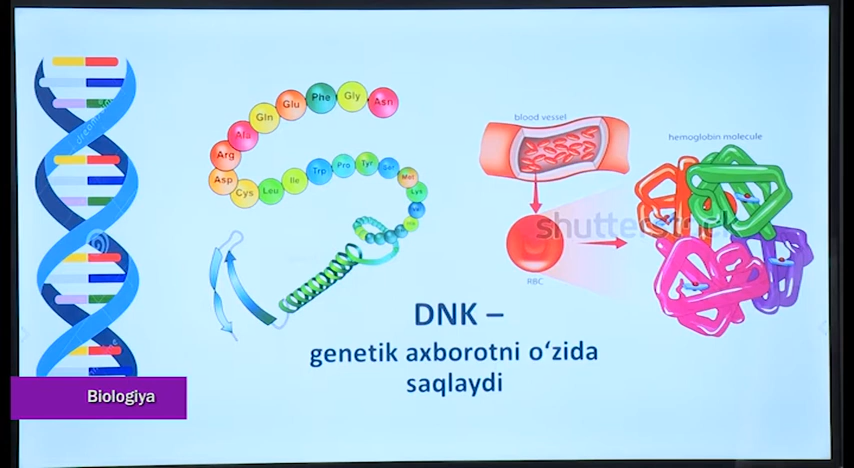 Asn
Gly
Phe
Glu
Gln
Ala
Arg
Asp
Cys
Leu
Ile
Trp
Pro
Tyr
Met
Lys
blood vessel
hemoglobin molecule
shutterstock
RBC
DNK –
genetik axborotni o‘zida
saqlaydi
Biologiya